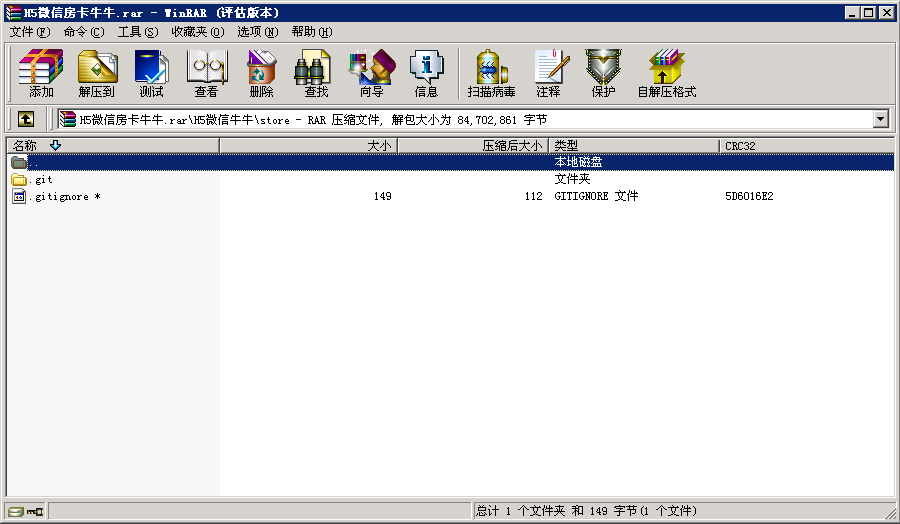 H5微信房卡牛牛.rar - WinRAR (评估版本)
文件(F) 命令(C) 工具(S) 收藏夹(O) 选项(N) 帮助(H)
添加 解压到 测试 查看 删除 查找 向导 信息 扫描病毒 注释 保护 自解压格式
H5微信房卡牛牛.rar\H5微信牛牛\store - RAR 压缩文件, 解包大小为 84,702,861 字节
名称 大小 压缩后大小 类型 CRC32
.. 本地磁盘
.git 文件夹
.gitignore * 149 112 GITIGNORE 文件 5D6016E2
总计 1 个文件夹 和 149 字节(1 个文件)